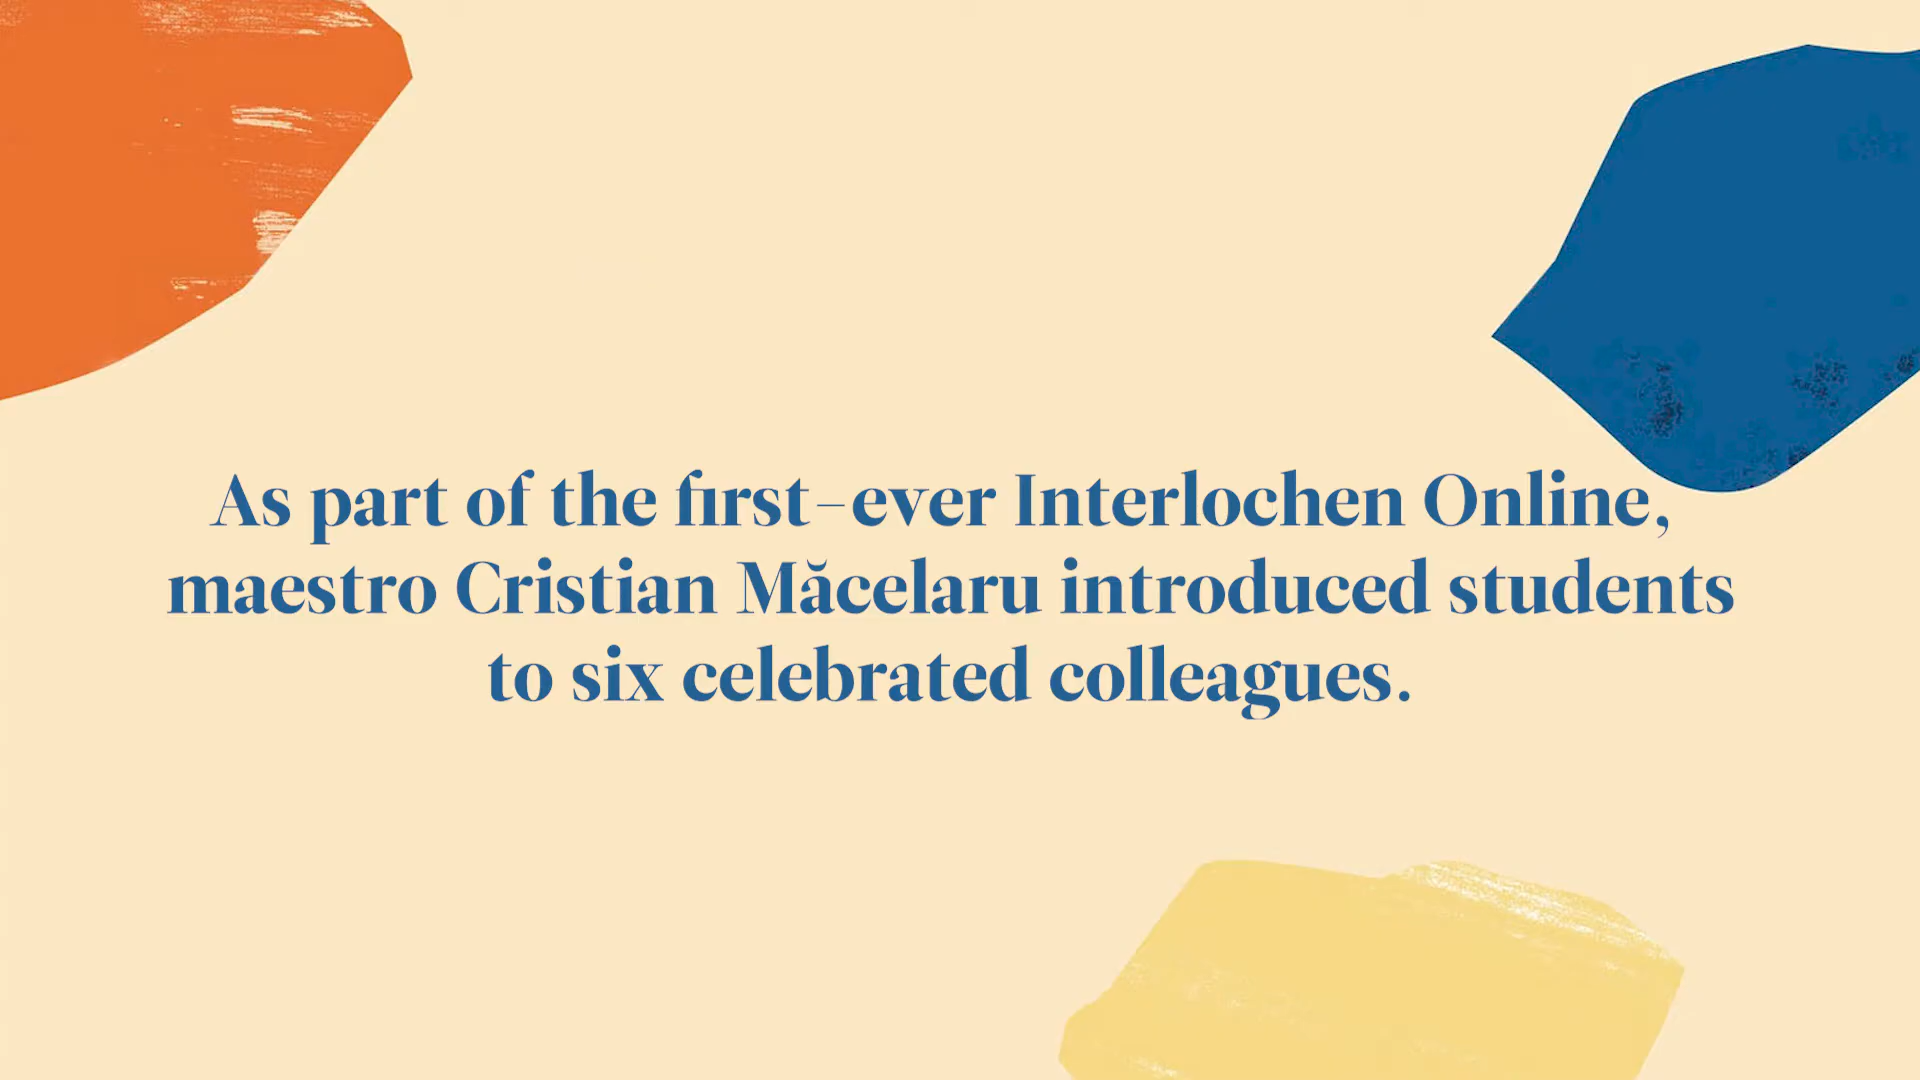 As part of the first-ever Interlochen Online,
maestro Cristian Măcelaru introduced students
to six celebrated colleagues.